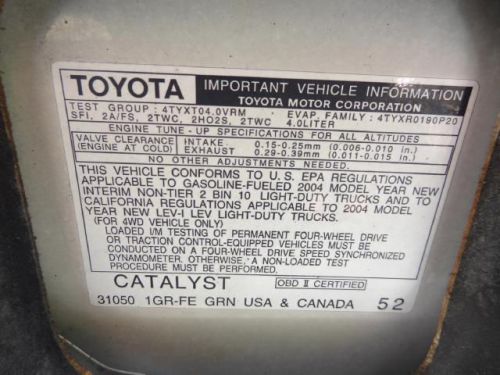 TOYOTA
IMPORTANT VEHICLE INFORMATION
TOYOTA MOTOR CORPORATION
TEST GROUP : 4TYXT04.0VRM EVAP. FAMILY : 4TYXR0190P20
SFI, 2A/FS, 2TWC, 2HO2S, 2TWC 4.0LITER
ENGINE TUNE - UP SPECIFICATIONS FOR ALL ALTITUDES
VALVE CLEARANCE INTAKE 0.15-0.25mm (0.006-0.010 in.)
(ENGINE AT COLD) EXHAUST 0.29-0.39mm (0.011-0.015 in.)
NO OTHER ADJUSTMENTS NEEDED.
THIS VEHICLE CONFORMS TO U.S. EPA REGULATIONS
APPLICABLE TO GASOLINE-FUELED 2004 MODEL YEAR NEW
INTERIM NON-TIER 2 BIN 10 LIGHT-DUTY TRUCKS AND TO
CALIFORNIA REGULATIONS APPLICABLE TO 2004 MODEL
YEAR NEW LEV-I LEV LIGHT-DUTY TRUCKS.
(FOR 4WD VEHICLE ONLY)
LOADED I/M TESTING OF PERMANENT FOUR-WHEEL DRIVE
OR TRACTION CONTROL-EQUIPPED VEHICLES MUST BE
CONDUCTED ON A FOUR-WHEEL DRIVE SPEED SYNCHRONIZED
DYNAMOMETER. OTHERWISE, A NON-LOADED TEST
PROCEDURE MUST BE PERFORMED.
CATALYST OBD II CERTIFIED
31050 1GR-FE GRN USA & CANADA 52